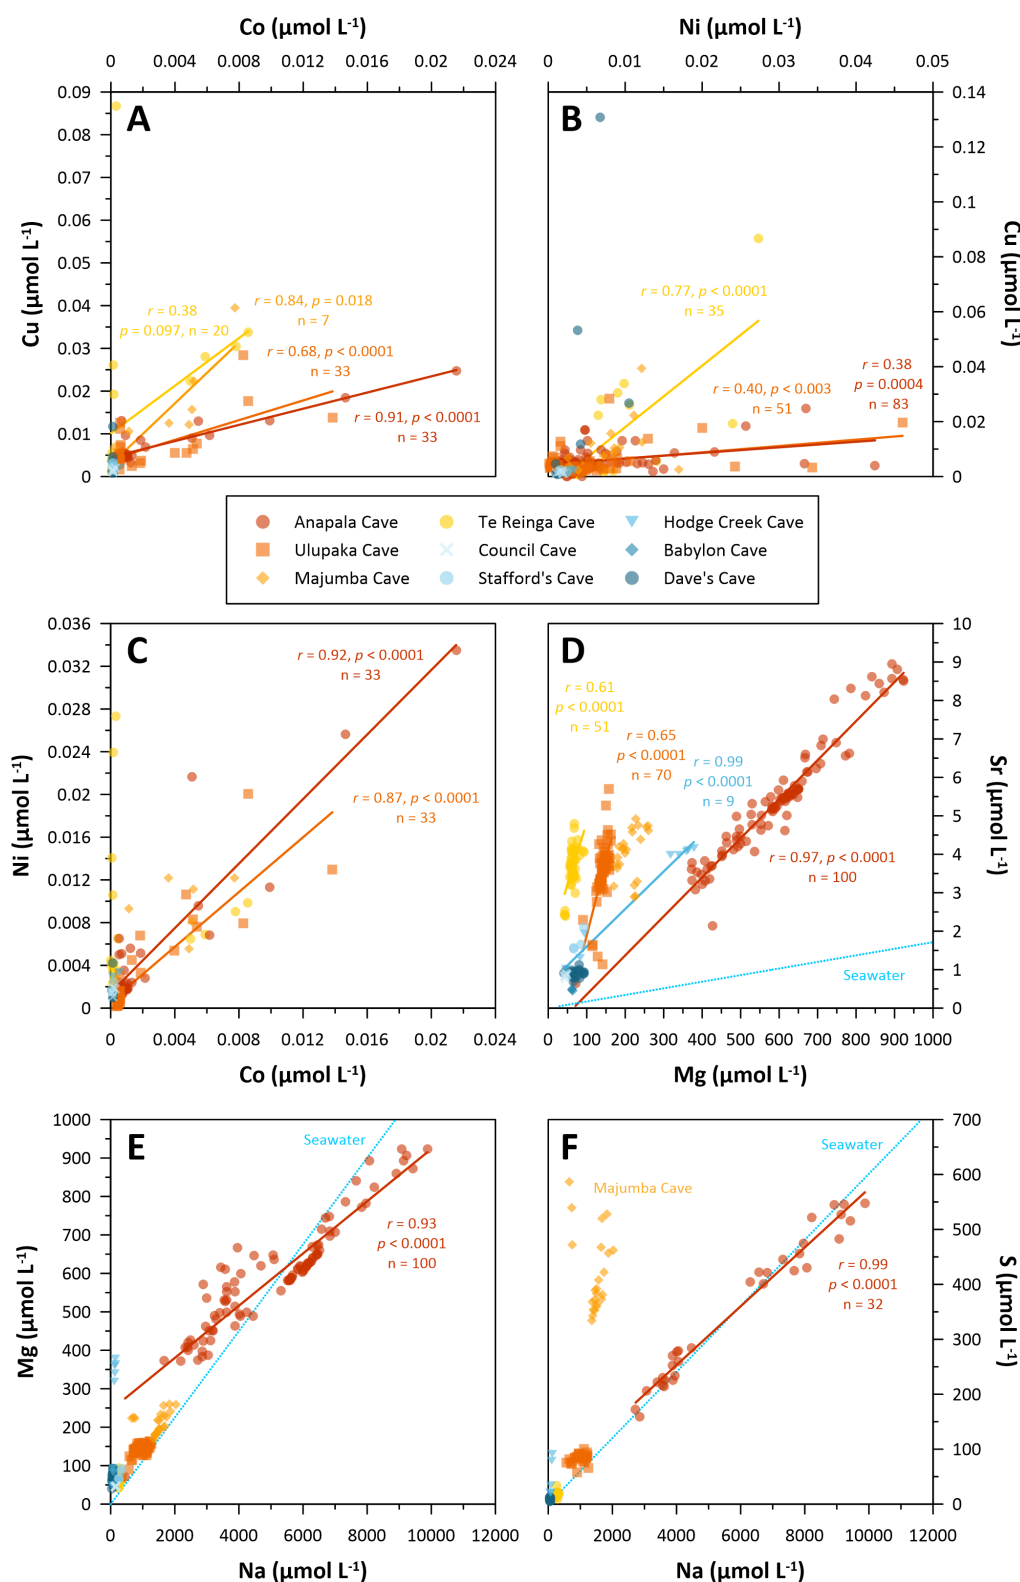 Co (µmol L⁻¹)
Ni (µmol L⁻¹)
0 0.004 0.008 0.012 0.016 0.02 0.024
0 0.01 0.02 0.03 0.04 0.05
A
0.09
0.08
0.07
0.06
0.05
0.04
0.03
0.02
0.01
0
Cu (µmol L⁻¹)
r = 0.38
p = 0.097, n = 20
r = 0.84, p = 0.018
n = 7
r = 0.68, p < 0.0001
n = 33
r = 0.91, p < 0.0001
n = 33
B
0.14
0.12
0.1
0.08
0.06
0.04
0.02
0
Cu (µmol L⁻¹)
r = 0.77, p < 0.0001
n = 35
r = 0.40, p < 0.003
n = 51
r = 0.38
p = 0.0004
n = 83
Anapala Cave
Te Reinga Cave
Hodge Creek Cave
Ulupaka Cave
Council Cave
Babylon Cave
Majumba Cave
Stafford's Cave
Dave's Cave
C
0.036
0.032
0.028
0.024
0.02
0.016
0.012
0.008
0.004
0
Ni (µmol L⁻¹)
r = 0.92, p < 0.0001
n = 33
r = 0.87, p < 0.0001
n = 33
0 0.004 0.008 0.012 0.016 0.02 0.024
Co (µmol L⁻¹)
D
10
9
8
7
6
5
4
3
2
1
0
Sr (µmol L⁻¹)
r = 0.61
p < 0.0001
n = 51
r = 0.65
p < 0.0001
n = 70
r = 0.99
p < 0.0001
n = 9
r = 0.97, p < 0.0001
n = 100
Seawater
0 100 200 300 400 500 600 700 800 900 1000
Mg (µmol L⁻¹)
E
1000
900
800
700
600
500
400
300
200
100
0
Mg (µmol L⁻¹)
Seawater
r = 0.93
p < 0.0001
n = 100
0 2000 4000 6000 8000 10000 12000
Na (µmol L⁻¹)
F
700
600
500
400
300
200
100
0
S (µmol L⁻¹)
Seawater
Majumba Cave
r = 0.99
p < 0.0001
n = 32
0 2000 4000 6000 8000 10000 12000
Na (µmol L⁻¹)